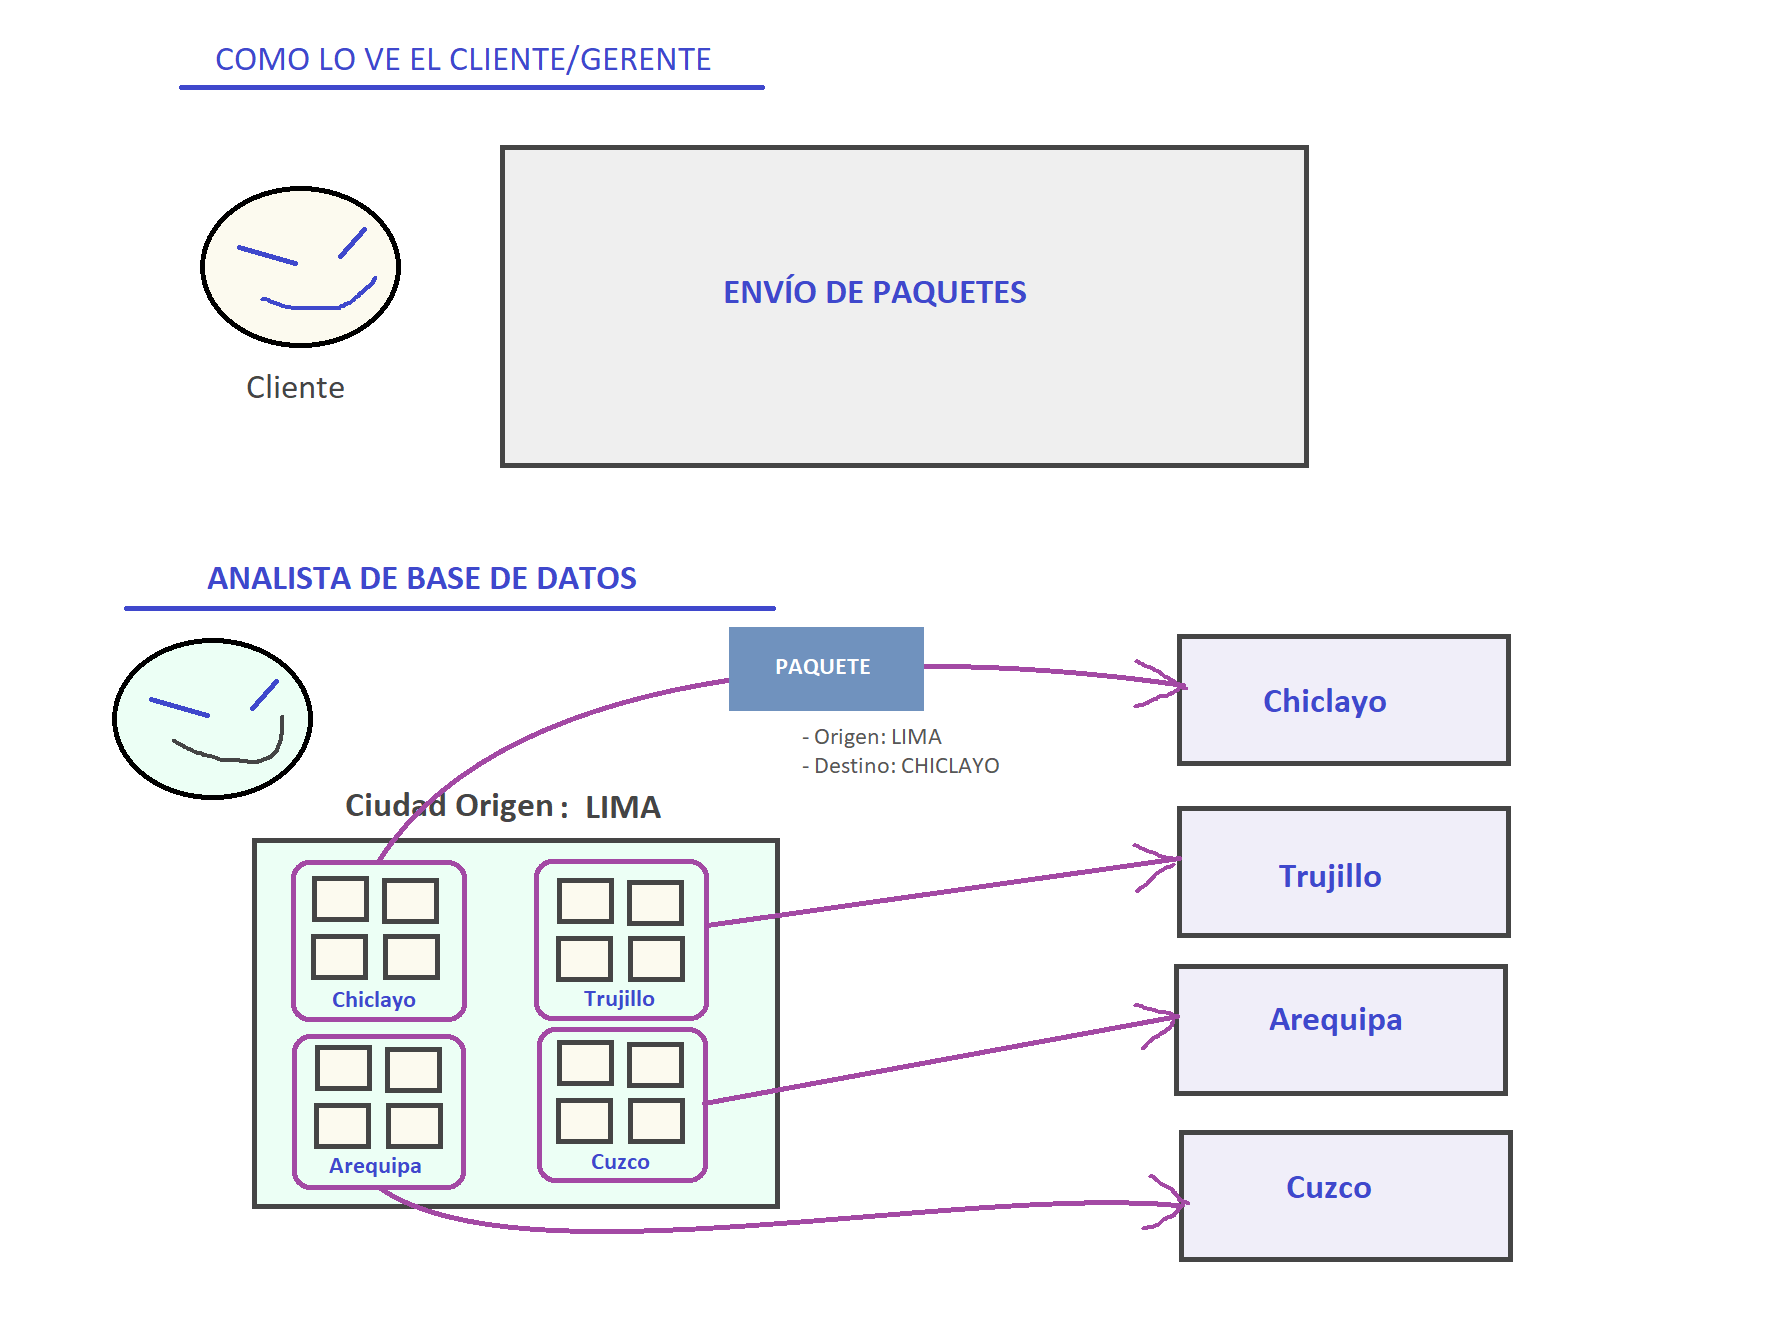 COMO LO VE EL CLIENTE/GERENTE
ENVÍO DE PAQUETES
Cliente
ANALISTA DE BASE DE DATOS
PAQUETE
- Origen: LIMA
- Destino: CHICLAYO
Chiclayo
Ciudad Origen : LIMA
Trujillo
Chiclayo
Trujillo
Arequipa
Arequipa
Cuzco
Cuzco